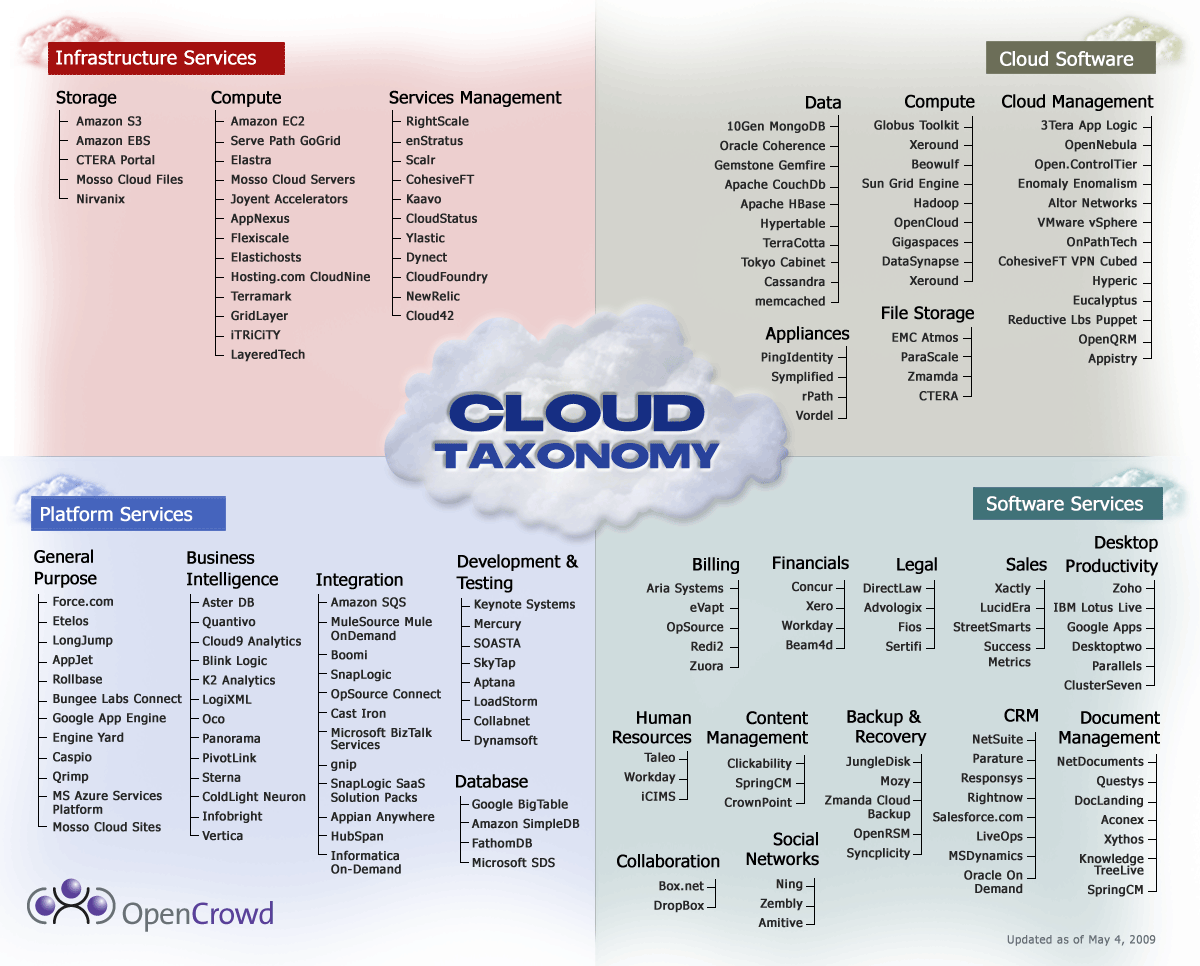 Infrastructure Services
Storage
Amazon S3
Amazon EBS
CTERA Portal
Mosso Cloud Files
Nirvanix
Compute
Amazon EC2
Serve Path GoGrid
Elastra
Mosso Cloud Servers
Joyent Accelerators
AppNexus
Flexiscale
Elastichosts
Hosting.com CloudNine
Terramark
GridLayer
iTRiCiTY
LayeredTech
Services Management
RightScale
enStratus
Scalr
CohesiveFT
Kaavo
CloudStatus
Ylastic
Dynect
CloudFoundry
NewRelic
Cloud42
Cloud Software
Data
10Gen MongoDB
Oracle Coherence
Gemstone Gemfire
Apache CouchDb
Apache HBase
Hypertable
TerraCotta
Tokyo Cabinet
Cassandra
memcached
Appliances
PingIdentity
Symplified
rPath
Vordel
Compute
Globus Toolkit
Xeround
Beowulf
Sun Grid Engine
Hadoop
OpenCloud
Gigaspaces
DataSynapse
Xeround
File Storage
EMC Atmos
ParaScale
Zmamda
CTERA
Cloud Management
3Tera App Logic
OpenNebula
Open.ControlTier
Enomaly Enomalism
Altor Networks
VMware vSphere
OnPathTech
CohesiveFT VPN Cubed
Hyperic
Eucalyptus
Reductive Lbs Puppet
OpenQRM
Appistry
CLOUD
TAXONOMY
Platform Services
General
Purpose
Force.com
Etelos
LongJump
AppJet
Rollbase
Bungee Labs Connect
Google App Engine
Engine Yard
Caspio
Qrimp
MS Azure Services
Platform
Mosso Cloud Sites
Business
Intelligence
Aster DB
Quantivo
Cloud9 Analytics
Blink Logic
K2 Analytics
LogiXML
Oco
Panorama
PivotLink
Sterna
ColdLight Neuron
Infobright
Vertica
Integration
Amazon SQS
MuleSource Mule
OnDemand
Boomi
SnapLogic
OpSource Connect
Cast Iron
Microsoft BizTalk
Services
gnip
SnapLogic SaaS
Solution Packs
Appian Anywhere
HubSpan
Informatica
On-Demand
Development &
Testing
Keynote Systems
Mercury
SOASTA
SkyTap
Aptana
LoadStorm
Collabnet
Dynamsoft
Database
Google BigTable
Amazon SimpleDB
FathomDB
Microsoft SDS
OpenCrowd
Software Services
Billing
Aria Systems
eVapt
OpSource
Redi2
Zuora
Financials
Concur
Xero
Workday
Beam4d
Legal
DirectLaw
Advologix
Fios
Sertifi
Sales
Xactly
LucidEra
StreetSmarts
Success
Metrics
Desktop
Productivity
Zoho
IBM Lotus Live
Google Apps
Desktoptwo
Parallels
ClusterSeven
Human
Resources
Taleo
Workday
iCIMS
Content
Management
Clickability
SpringCM
CrownPoint
Backup &
Recovery
JungleDisk
Mozy
Zmanda Cloud
Backup
OpenRSM
Syncplicity
CRM
NetSuite
Parature
Responsys
Rightnow
Salesforce.com
LiveOps
MSDynamics
Oracle On
Demand
Document
Management
NetDocuments
Questys
DocLanding
Aconex
Xythos
Knowledge
TreeLive
SpringCM
Collaboration
Box.net
DropBox
Social
Networks
Ning
Zembly
Amitive
Updated as of May 4, 2009